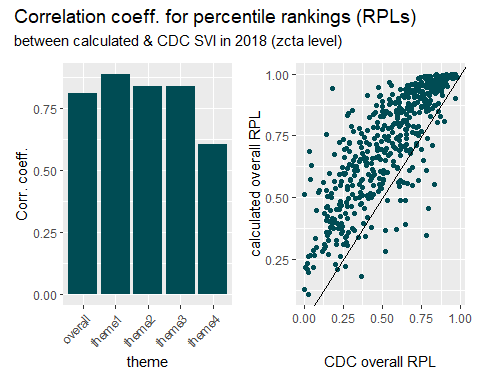 Correlation coeff. for percentile rankings (RPLs)
between calculated & CDC SVI in 2018 (zcta level)
Corr. coeff.
0.75
0.50
0.25
0.00
overall
theme1
theme2
theme3
theme4
theme
calculated overall RPL
1.00
0.75
0.50
0.25
0.00
0.25
0.50
0.75
1.00
CDC overall RPL